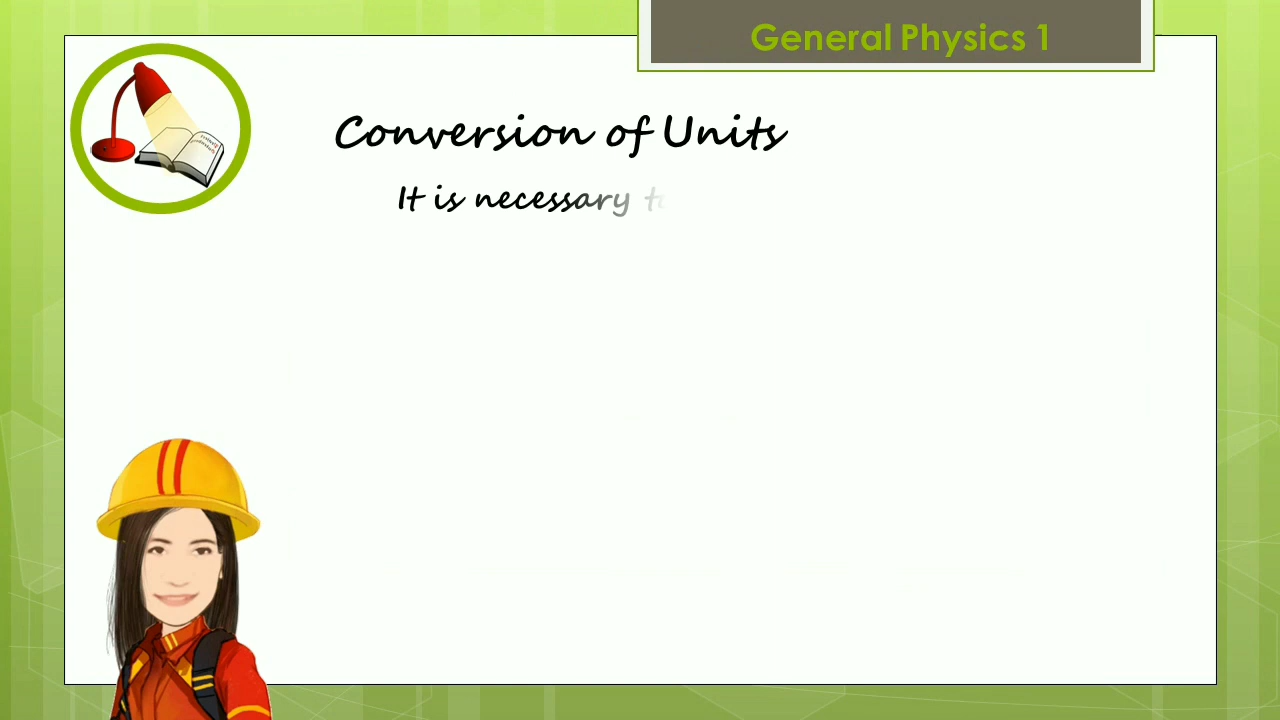 General Physics 1
Conversion of Units
It is necessary